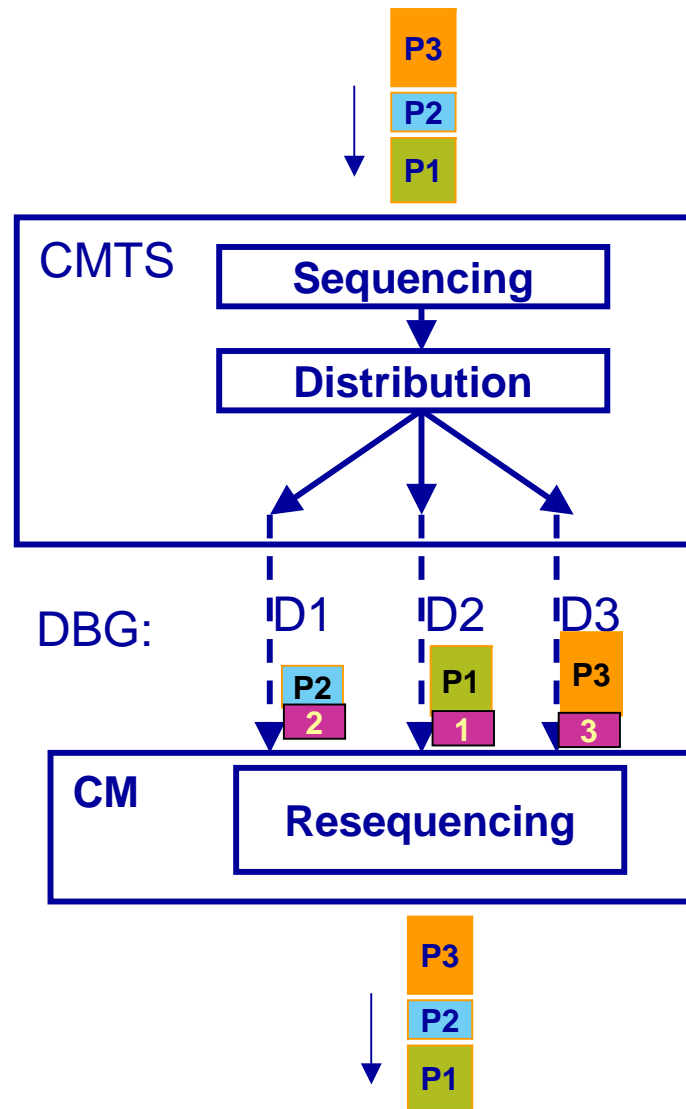 P3
P2
P1
CMTS
Sequencing
Distribution
DBG:
D1
D2
D3
P2
2
P1
1
P3
3
CM
Resequencing
P3
P2
P1